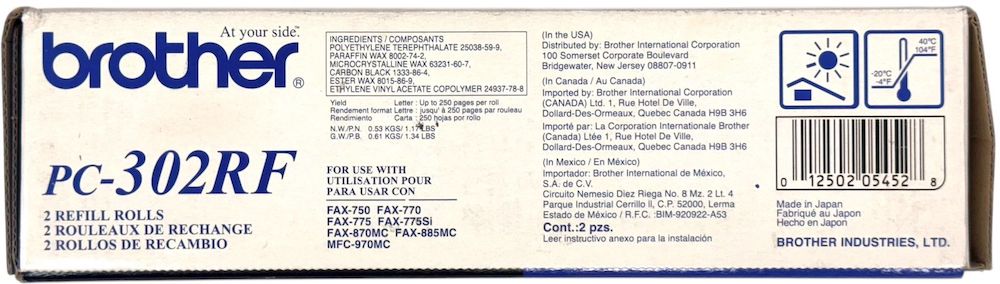 At your side.
brother®
PC-302RF
2 REFILL ROLLS
2 ROULEAUX DE RECHANGE
2 ROLLOS DE RECAMBIO
INGREDIENTS / COMPOSANTS
POLYETHYLENE TEREPHTHALATE 25038-59-9,
PARAFFIN WAX 8002-74-2,
MICROCRYSTALLINE WAX 63231-60-7,
CARBON BLACK 1333-86-4,
ESTER WAX 8015-86-9,
ETHYLENE VINYL ACETATE COPOLYMER 24937-78-8
Yield Letter : Up to 250 pages per roll
Rendement format Lettre : jusqu' à 250 pages par rouleau
Rendimiento Carta : 250 hojas por rollo
N.W./P.N. 0.53 KGS/ 1.17 LBS
G.W./P.B. 0.61 KGS/ 1.34 LBS
FOR USE WITH
UTILISATION POUR
PARA USAR CON
FAX-750 FAX-770
FAX-775 FAX-775Si
FAX-870MC FAX-885MC
MFC-970MC
(In the USA)
Distributed by: Brother International Corporation
100 Somerset Corporate Boulevard
Bridgewater, New Jersey 08807-0911
(In Canada / Au Canada)
Imported by: Brother International Corporation
(CANADA) Ltd. 1, Rue Hotel De Ville,
Dollard-Des-Ormeaux, Quebec Canada H9B 3H6
Importé par: La Corporation Internationale Brother
(Canada) Ltée 1, Rue Hotel De Ville,
Dollard-Des-Ormeaux, Quebec Canada H9B 3H6
(In Mexico / En México)
Importador: Brother International de México,
S.A. de C.V.
Circuito Nemesio Diez Riega No. 8 Mz. 2 Lt. 4
Parque Industrial Cerrillo II, C.P. 52000, Lerma
Estado de México / R.F.C. :BIM-920922-A53
Cont.:2 pzs.
Leer instructivo anexo para la instalación
40°C
104°F
-20°C
-4°F
0 12502 05452 8
Made in Japan
Fabriqué au Japon
Hecho en Japon
BROTHER INDUSTRIES, LTD.